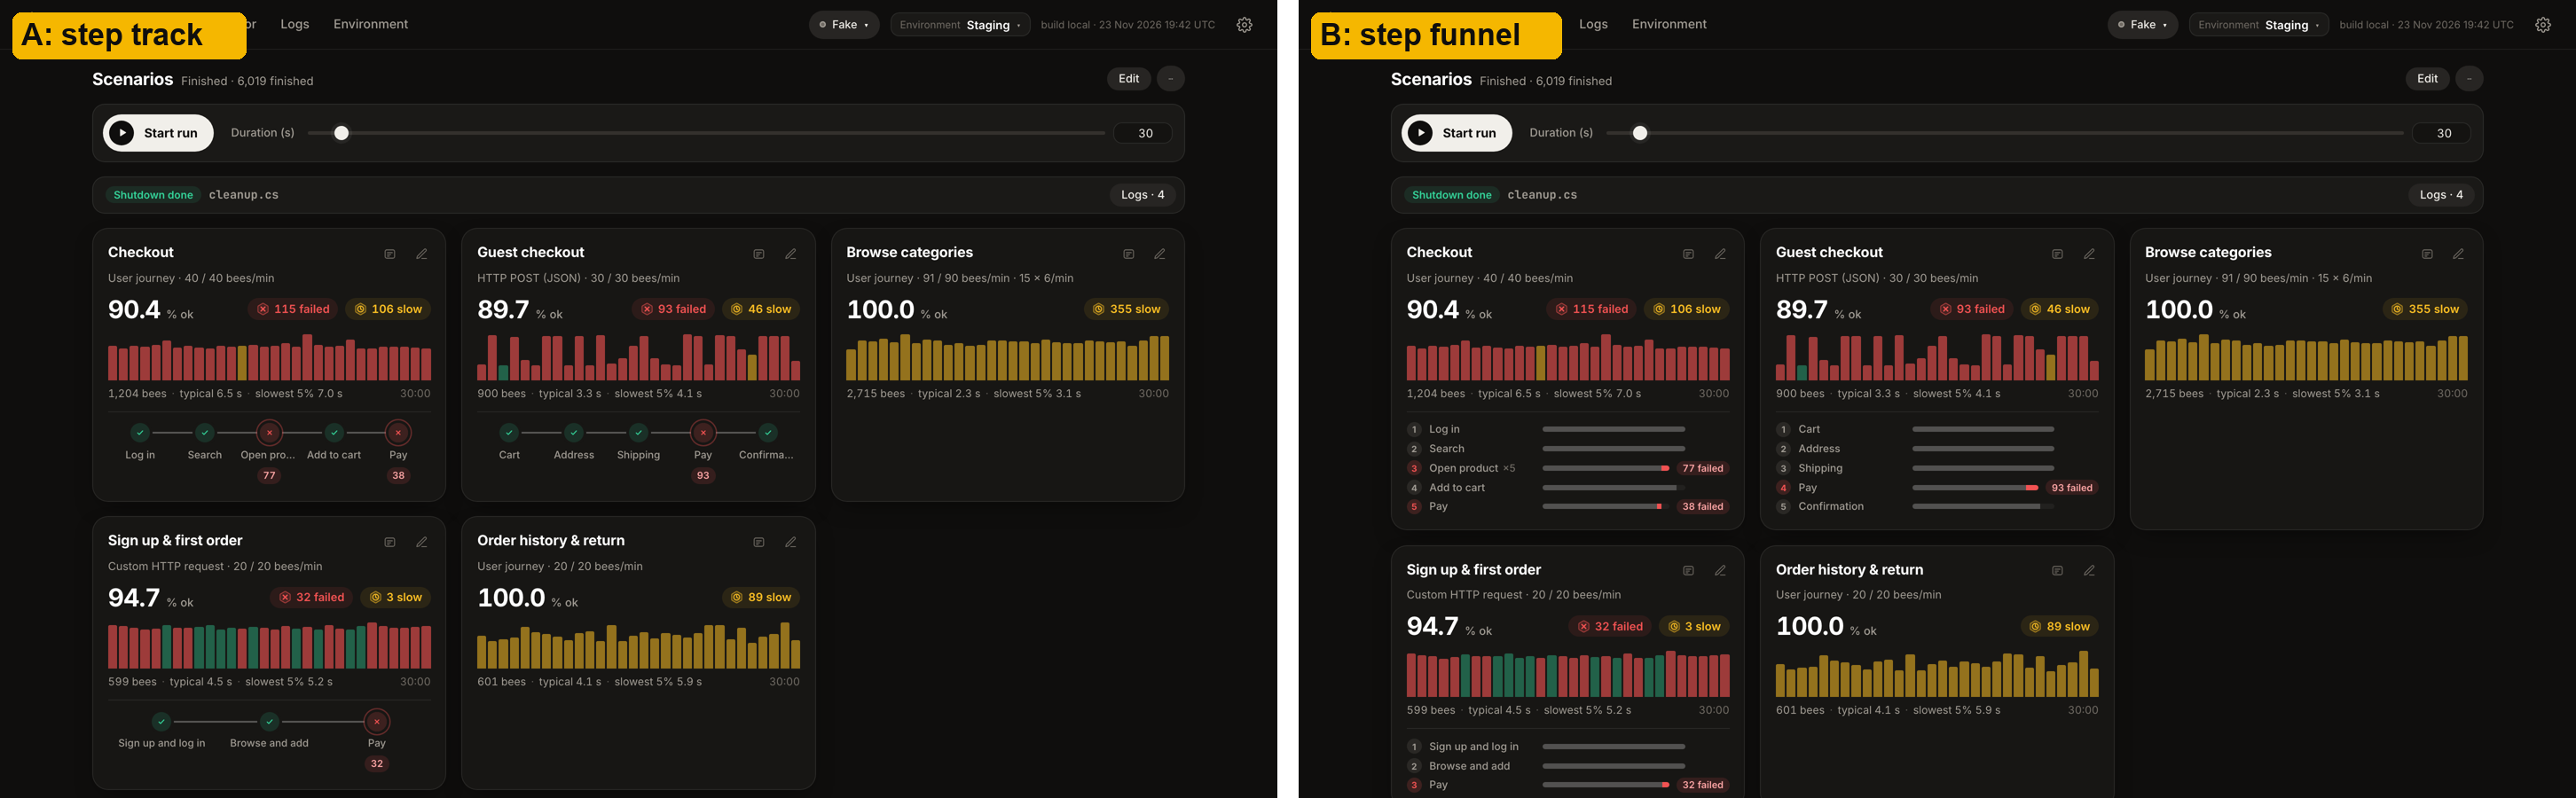 A: step track
or Logs Environment
Fake
Environment Staging
build local · 23 Nov 2026 19:42 UTC
Scenarios Finished · 6,019 finished
Edit
Start run Duration (s) 30
Shutdown done cleanup.cs Logs · 4
Checkout
User journey · 40 / 40 bees/min
90.4 % ok 115 failed 106 slow
1,204 bees · typical 6.5 s · slowest 5% 7.0 s 30:00
Log in Search Open pro... Add to cart Pay
77 38
Guest checkout
HTTP POST (JSON) · 30 / 30 bees/min
89.7 % ok 93 failed 46 slow
900 bees · typical 3.3 s · slowest 5% 4.1 s 30:00
Cart Address Shipping Pay Confirma...
93
Browse categories
User journey · 91 / 90 bees/min · 15 × 6/min
100.0 % ok 355 slow
2,715 bees · typical 2.3 s · slowest 5% 3.1 s 30:00
Sign up & first order
Custom HTTP request · 20 / 20 bees/min
94.7 % ok 32 failed 3 slow
599 bees · typical 4.5 s · slowest 5% 5.2 s 30:00
Sign up and log in Browse and add Pay
32
Order history & return
User journey · 20 / 20 bees/min
100.0 % ok 89 slow
601 bees · typical 4.1 s · slowest 5% 5.9 s 30:00
B: step funnel
Logs Environment
Fake
Environment Staging
build local · 23 Nov 2026 19:42 UTC
Scenarios Finished · 6,019 finished
Edit
Start run Duration (s) 30
Shutdown done cleanup.cs Logs · 4
Checkout
User journey · 40 / 40 bees/min
90.4 % ok 115 failed 106 slow
1,204 bees · typical 6.5 s · slowest 5% 7.0 s 30:00
1 Log in
2 Search
3 Open product ×5 77 failed
4 Add to cart
5 Pay 38 failed
Guest checkout
HTTP POST (JSON) · 30 / 30 bees/min
89.7 % ok 93 failed 46 slow
900 bees · typical 3.3 s · slowest 5% 4.1 s 30:00
1 Cart
2 Address
3 Shipping
4 Pay 93 failed
5 Confirmation
Browse categories
User journey · 91 / 90 bees/min · 15 × 6/min
100.0 % ok 355 slow
2,715 bees · typical 2.3 s · slowest 5% 3.1 s 30:00
Sign up & first order
Custom HTTP request · 20 / 20 bees/min
94.7 % ok 32 failed 3 slow
599 bees · typical 4.5 s · slowest 5% 5.2 s 30:00
1 Sign up and log in
2 Browse and add
3 Pay 32 failed
Order history & return
User journey · 20 / 20 bees/min
100.0 % ok 89 slow
601 bees · typical 4.1 s · slowest 5% 5.9 s 30:00